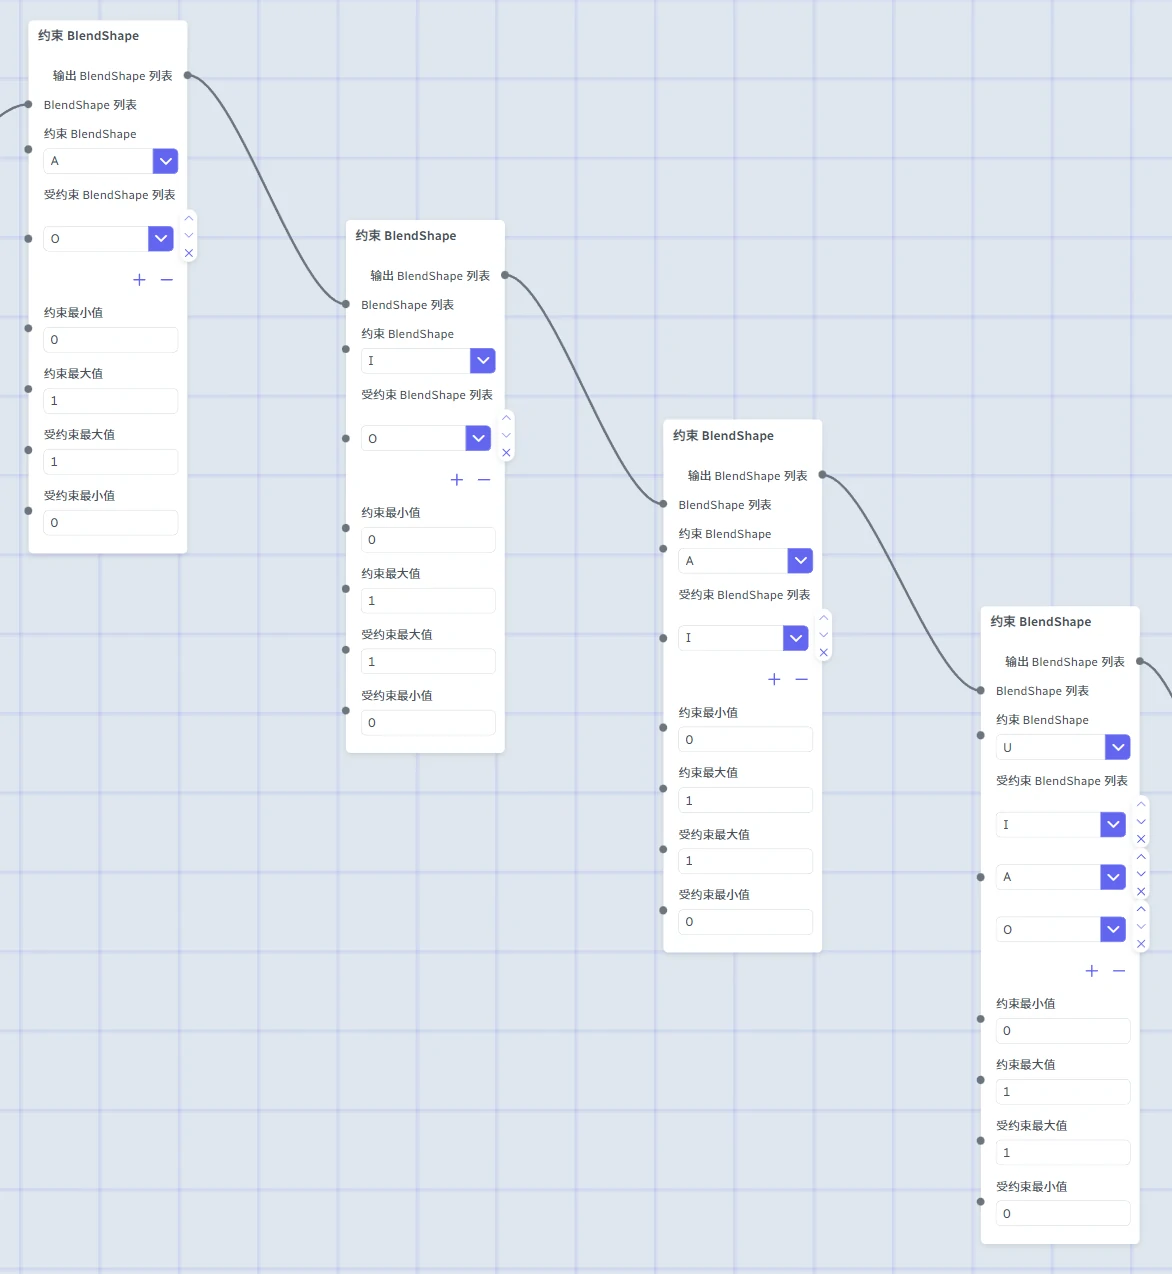 约束 BlendShape
输出 BlendShape 列表
BlendShape 列表
约束 BlendShape
A
受约束 BlendShape 列表
O
约束最小值
0
约束最大值
1
受约束最大值
1
受约束最小值
0
约束 BlendShape
输出 BlendShape 列表
BlendShape 列表
约束 BlendShape
I
受约束 BlendShape 列表
O
约束最小值
0
约束最大值
1
受约束最大值
1
受约束最小值
0
约束 BlendShape
输出 BlendShape 列表
BlendShape 列表
约束 BlendShape
A
受约束 BlendShape 列表
I
约束最小值
0
约束最大值
1
受约束最大值
1
受约束最小值
0
约束 BlendShape
输出 BlendShape 列表
BlendShape 列表
约束 BlendShape
U
受约束 BlendShape 列表
I
A
O
约束最小值
0
约束最大值
1
受约束最大值
1
受约束最小值
0